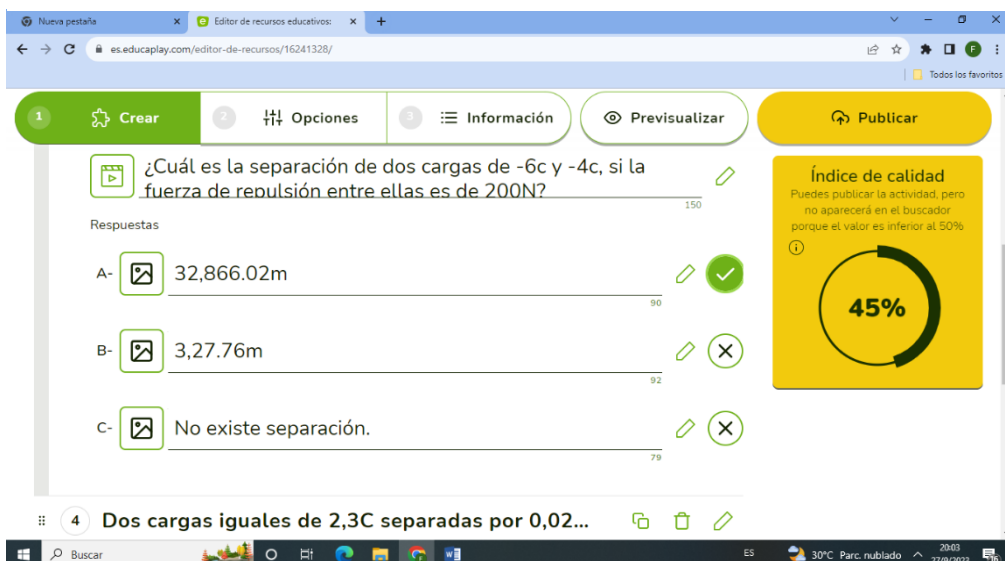 Nueva pestaña
Editor de recursos educativos:
es.educaplay.com/editor-de-recursos/16241328/
F
Todos los favoritos
1 Crear
2 Opciones
3 Información
Previsualizar
Publicar
¿Cuál es la separación de dos cargas de -6c y -4c, si la
fuerza de repulsión entre ellas es de 200N?
150
Respuestas
A- 32,866.02m
90
B- 3,27.76m
92
C- No existe separación.
79
4 Dos cargas iguales de 2,3C separadas por 0,02...
Índice de calidad
Puedes publicar la actividad, pero
no aparecerá en el buscador
porque el valor es inferior al 50%
45%
Buscar
ES
30°C Parc. nublado
20:03
27/9/2023